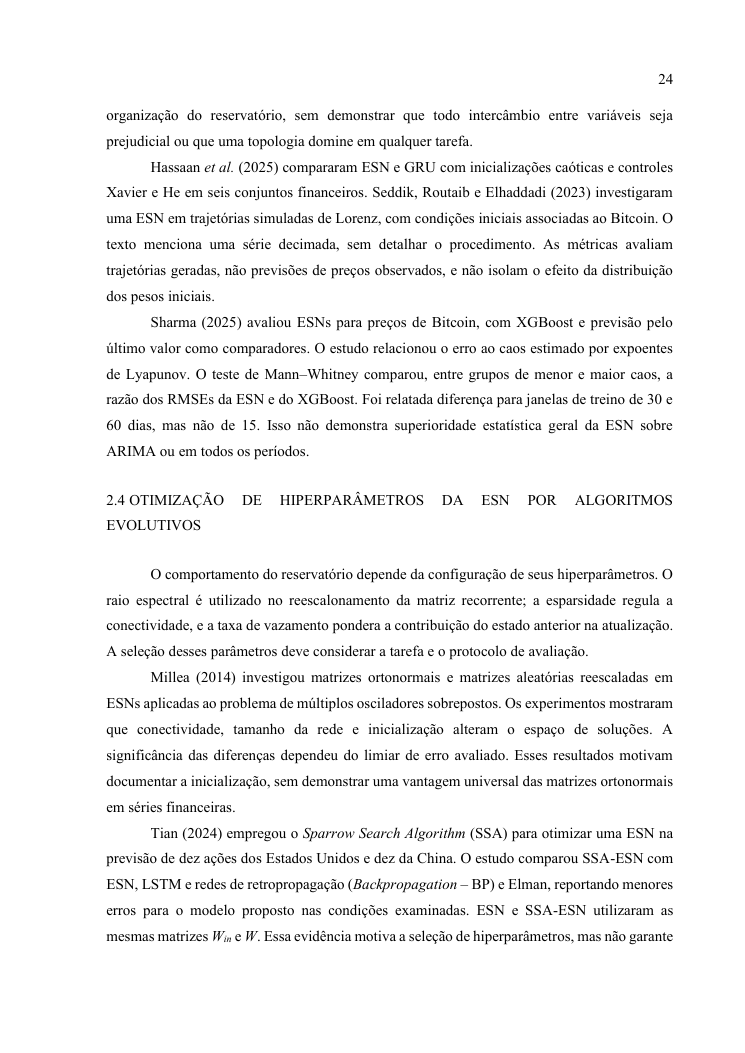 24
organização do reservatório, sem demonstrar que todo intercâmbio entre variáveis seja
prejudicial ou que uma topologia domine em qualquer tarefa.
Hassaan et al. (2025) compararam ESN e GRU com inicializações caóticas e controles
Xavier e He em seis conjuntos financeiros. Seddik, Routaib e Elhaddadi (2023) investigaram
uma ESN em trajetórias simuladas de Lorenz, com condições iniciais associadas ao Bitcoin. O
texto menciona uma série decimada, sem detalhar o procedimento. As métricas avaliam
trajetórias geradas, não previsões de preços observados, e não isolam o efeito da distribuição
dos pesos iniciais.
Sharma (2025) avaliou ESNs para preços de Bitcoin, com XGBoost e previsão pelo
último valor como comparadores. O estudo relacionou o erro ao caos estimado por expoentes
de Lyapunov. O teste de Mann–Whitney comparou, entre grupos de menor e maior caos, a
razão dos RMSEs da ESN e do XGBoost. Foi relatada diferença para janelas de treino de 30 e
60 dias, mas não de 15. Isso não demonstra superioridade estatística geral da ESN sobre
ARIMA ou em todos os períodos.
2.4 OTIMIZAÇÃO DE HIPERPARÂMETROS DA ESN POR ALGORITMOS
EVOLUTIVOS
O comportamento do reservatório depende da configuração de seus hiperparâmetros. O
raio espectral é utilizado no reescalonamento da matriz recorrente; a esparsidade regula a
conectividade, e a taxa de vazamento pondera a contribuição do estado anterior na atualização.
A seleção desses parâmetros deve considerar a tarefa e o protocolo de avaliação.
Millea (2014) investigou matrizes ortonormais e matrizes aleatórias reescaladas em
ESNs aplicadas ao problema de múltiplos osciladores sobrepostos. Os experimentos mostraram
que conectividade, tamanho da rede e inicialização alteram o espaço de soluções. A
significância das diferenças dependeu do limiar de erro avaliado. Esses resultados motivam
documentar a inicialização, sem demonstrar uma vantagem universal das matrizes ortonormais
em séries financeiras.
Tian (2024) empregou o Sparrow Search Algorithm (SSA) para otimizar uma ESN na
previsão de dez ações dos Estados Unidos e dez da China. O estudo comparou SSA-ESN com
ESN, LSTM e redes de retropropagação (Backpropagation – BP) e Elman, reportando menores
erros para o modelo proposto nas condições examinadas. ESN e SSA-ESN utilizaram as
mesmas matrizes Win e W. Essa evidência motiva a seleção de hiperparâmetros, mas não garante